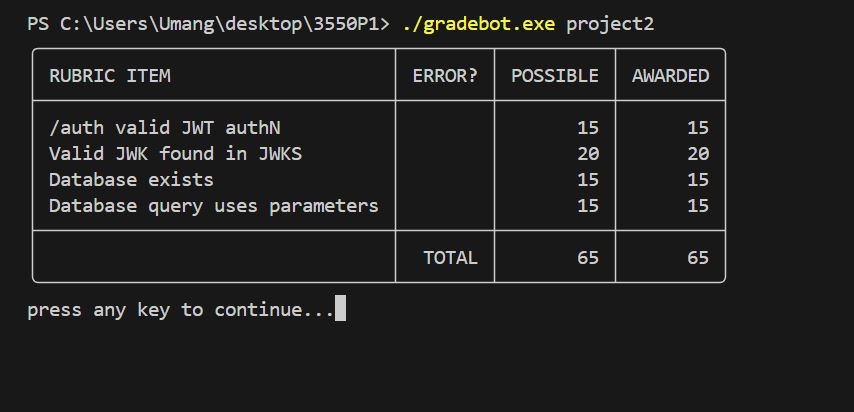 PS C:\Users\Umang\desktop\3550P1> ./gradebot.exe project2
RUBRIC ITEM ERROR? POSSIBLE AWARDED
/auth valid JWT authN 15 15
Valid JWK found in JWKS 20 20
Database exists 15 15
Database query uses parameters 15 15
TOTAL 65 65
press any key to continue...